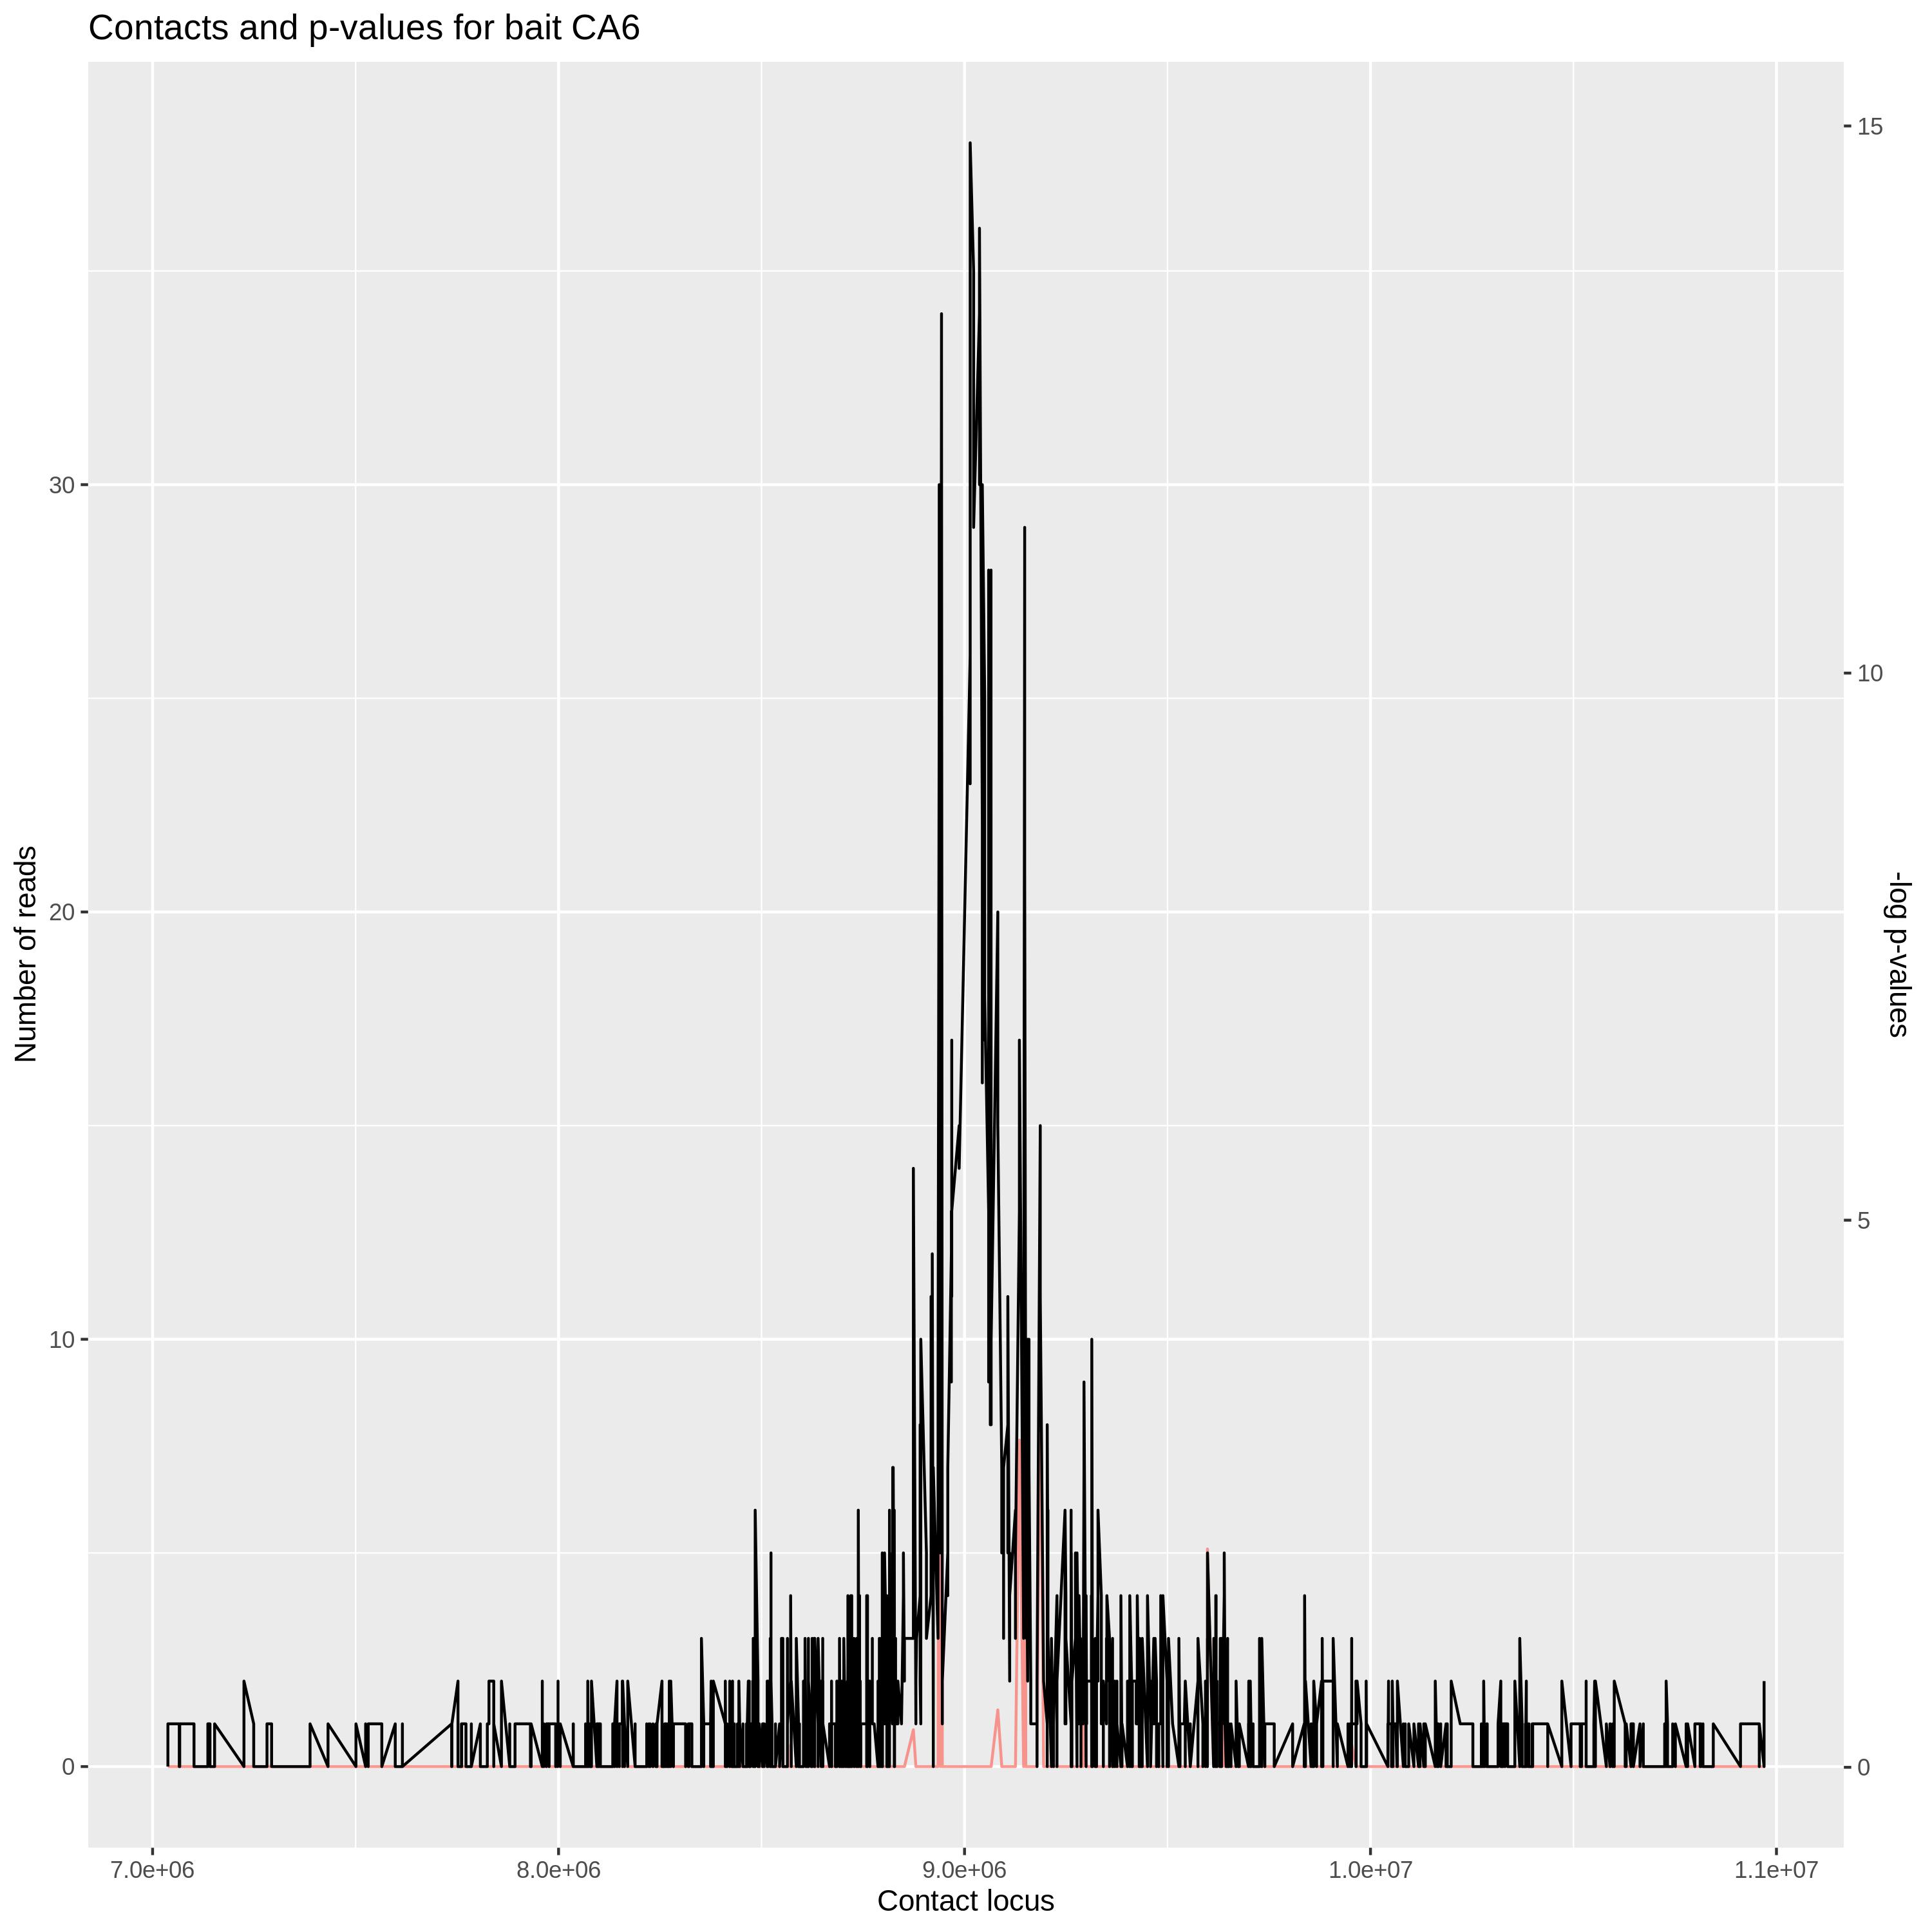 Contacts and p-values for bait CA6
15
30
10
20
5
10
0
0
Number of reads
-log p-values
7.0e+06 8.0e+06 9.0e+06 1.0e+07 1.1e+07
Contact locus